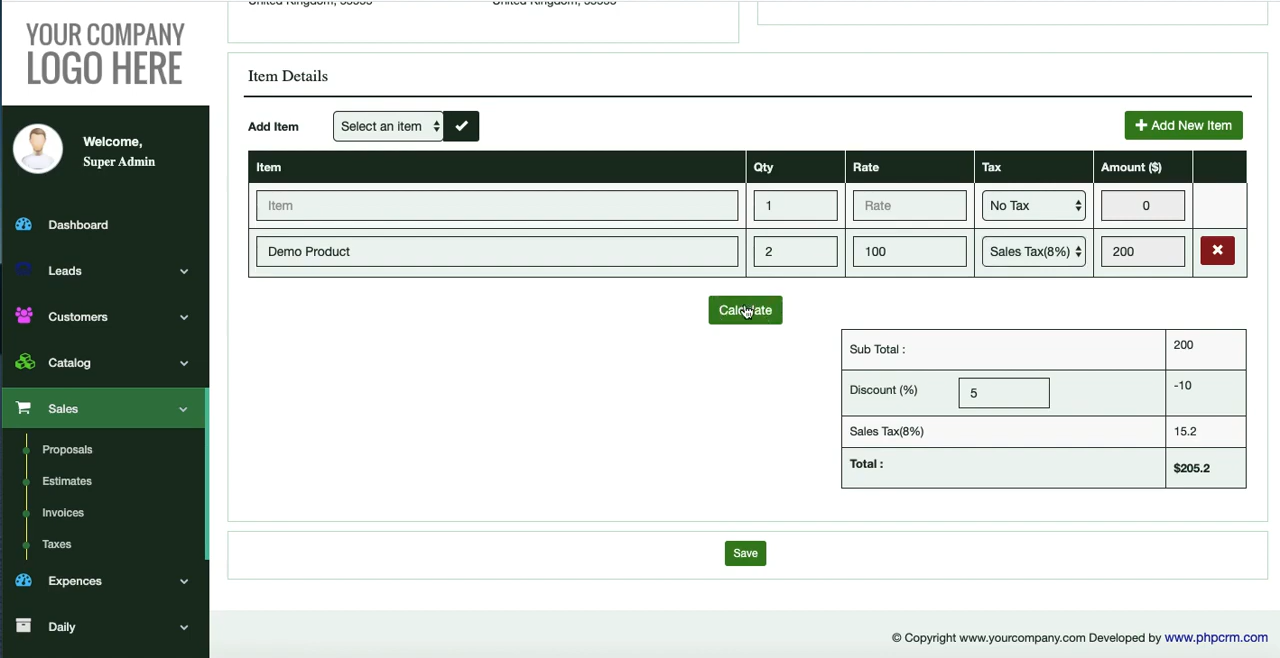 YOUR COMPANY
LOGO HERE
Welcome,
Super Admin
Dashboard
Leads
Customers
Catalog
Sales
Proposals
Estimates
Invoices
Taxes
Expences
Daily
Item Details
Add Item Select an item Add New Item
Item Qty Rate Tax Amount ($)
Item 1 Rate No Tax 0
Demo Product 2 100 Sales Tax(8%) 200
Calculate
Sub Total : 200
Discount (%) 5 -10
Sales Tax(8%) 15.2
Total : $205.2
Save
© Copyright www.yourcompany.com Developed by www.phpcrm.com